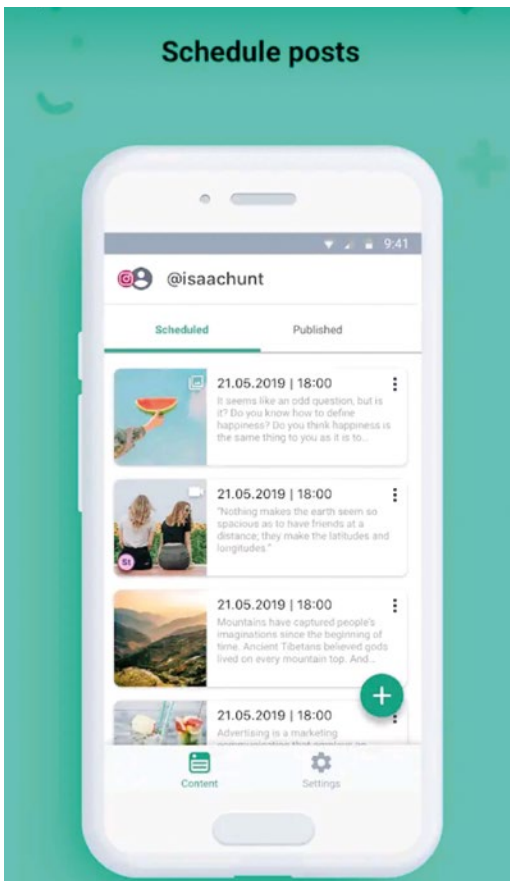 Schedule posts
9:41
@isaachunt
Scheduled
Published
21.05.2019 | 18:00
It seems like an odd question, but is
it? Do you know how to define
happiness? Do you think happiness is
the same thing to you as it is to...
21.05.2019 | 18:00
"Nothing makes the earth seem so
spacious as to have friends at a
distance; they make the latitudes and
longitudes."
St
21.05.2019 | 18:00
Mountains have captured people's
imaginations since the beginning of
time. Ancient Tibetans believed gods
lived on every mountain top. And...
21.05.2019 | 18:00
Advertising is a marketing
Content
Settings